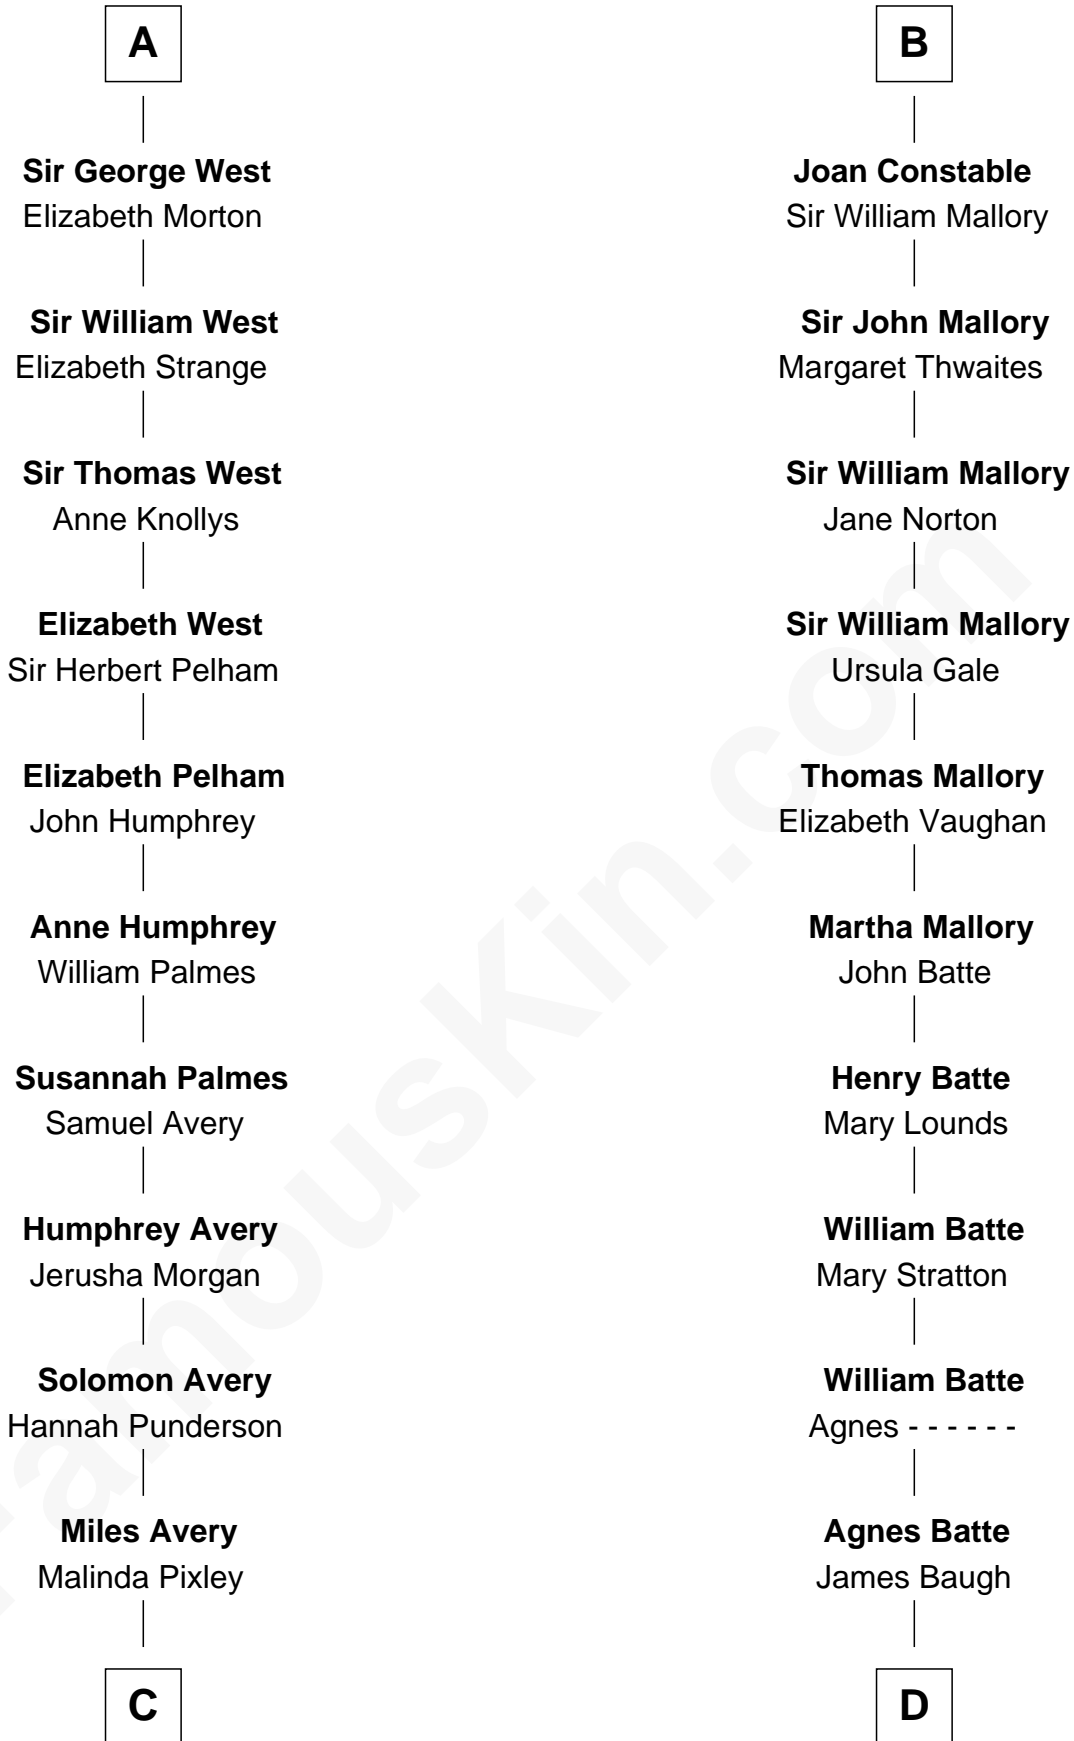 A
Sir George West
Elizabeth Morton
Sir William West
Elizabeth Strange
Sir Thomas West
Anne Knollys
Elizabeth West
Sir Herbert Pelham
Elizabeth Pelham
John Humphrey
Anne Humphrey
William Palmes
Susannah Palmes
Samuel Avery
Humphrey Avery
Jerusha Morgan
Solomon Avery
Hannah Punderson
Miles Avery
Malinda Pixley
C
B
Joan Constable
Sir William Mallory
Sir John Mallory
Margaret Thwaites
Sir William Mallory
Jane Norton
Sir William Mallory
Ursula Gale
Thomas Mallory
Elizabeth Vaughan
Martha Mallory
John Batte
Henry Batte
Mary Lounds
William Batte
Mary Stratton
William Batte
Agnes - - - - - -
Agnes Batte
James Baugh
D
FamousKin.com